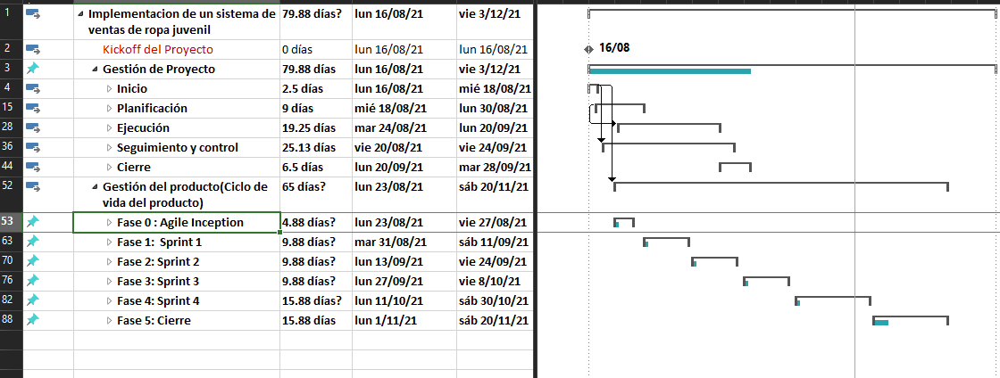 1 Implementacion de un sistema de 79.88 días? lun 16/08/21 vie 3/12/21
ventas de ropa juvenil
2 Kickoff del Proyecto 0 días lun 16/08/21 lun 16/08/21 16/08
3 Gestión de Proyecto 79.88 días lun 16/08/21 vie 3/12/21
4 Inicio 2.5 días lun 16/08/21 mié 18/08/21
15 Planificación 9 días mié 18/08/21 lun 30/08/21
28 Ejecución 19.25 días mar 24/08/21 lun 20/09/21
36 Seguimiento y control 25.13 días vie 20/08/21 vie 24/09/21
44 Cierre 6.5 días lun 20/09/21 mar 28/09/21
52 Gestión del producto(Ciclo de 65 días? lun 23/08/21 sáb 20/11/21
vida del producto)
53 Fase 0 : Agile Inception 4.88 días? lun 23/08/21 vie 27/08/21
63 Fase 1: Sprint 1 9.88 días? mar 31/08/21 sáb 11/09/21
70 Fase 2: Sprint 2 9.88 días? lun 13/09/21 vie 24/09/21
76 Fase 3: Sprint 3 9.88 días? lun 27/09/21 vie 8/10/21
82 Fase 4: Sprint 4 15.88 días? lun 11/10/21 sáb 30/10/21
88 Fase 5: Cierre 15.88 días lun 1/11/21 sáb 20/11/21